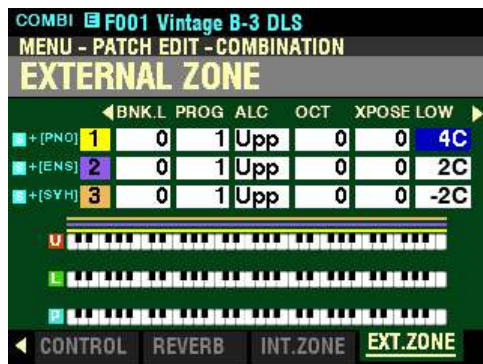 COMBI E F001 Vintage B-3 DLS
MENU - PATCH EDIT - COMBINATION
EXTERNAL ZONE
BNK.L PROG ALC OCT XPOSE LOW
S + [PNO] 1 0 1 Upp 0 0 4C
S + [ENS] 2 0 1 Upp 0 0 2C
S + [SYH] 3 0 1 Upp 0 0 -2C
U
L
P
CONTROL REVERB INT.ZONE EXT.ZONE